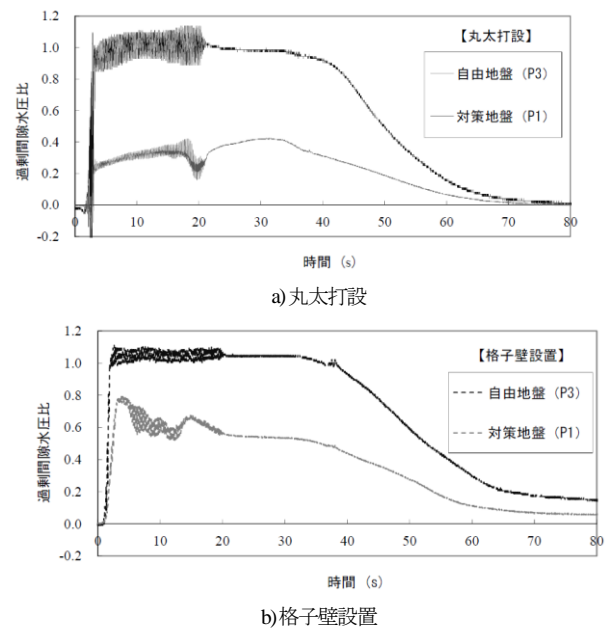 1.2
1.0
0.8
0.6
0.4
0.2
0.0
-0.2
過剰間隙水圧比
【丸太打設】
自由地盤（P3）
対策地盤（P1）
0 10 20 30 40 50 60 70 80
時間（s）
a)丸太打設
1.2
1.0
0.8
0.6
0.4
0.2
0.0
-0.2
過剰間隙水圧比
【格子壁設置】
自由地盤（P3）
対策地盤（P1）
0 10 20 30 40 50 60 70 80
時間（s）
b)格子壁設置